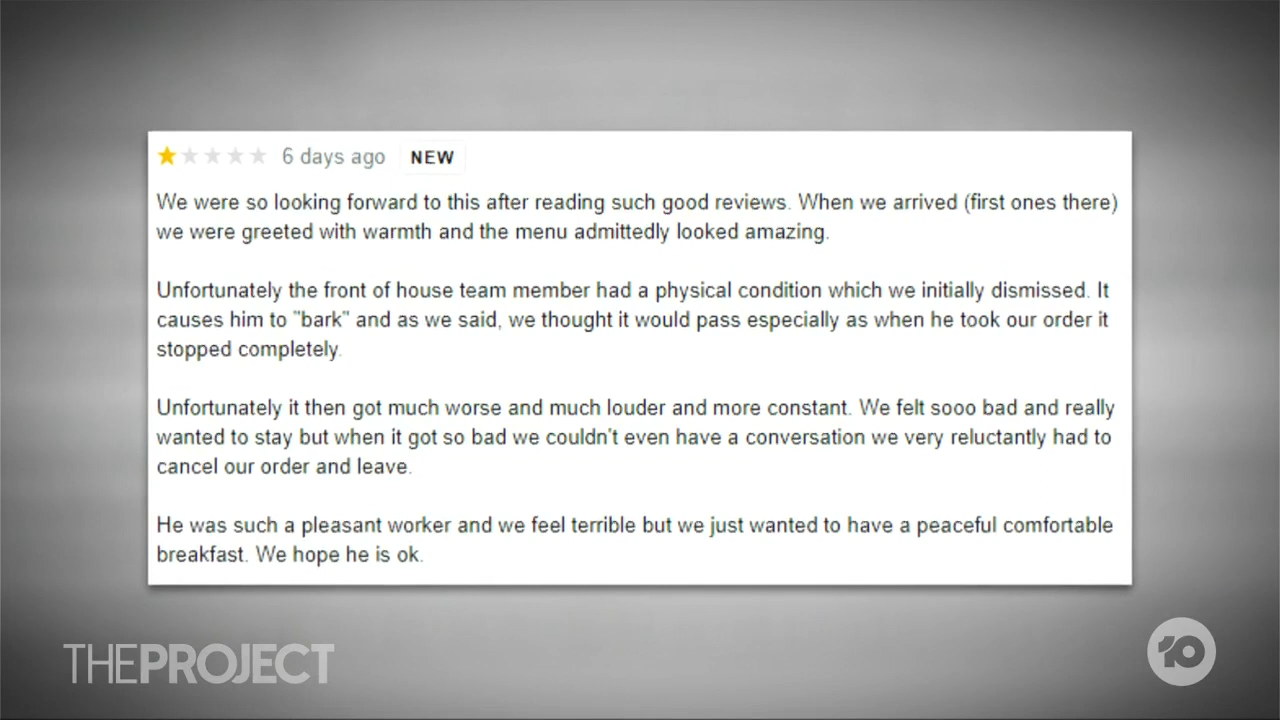 6 days ago NEW
We were so looking forward to this after reading such good reviews. When we arrived (first ones there)
we were greeted with warmth and the menu admittedly looked amazing.
Unfortunately the front of house team member had a physical condition which we initially dismissed. It
causes him to "bark" and as we said, we thought it would pass especially as when he took our order it
stopped completely.
Unfortunately it then got much worse and much louder and more constant. We felt sooo bad and really
wanted to stay but when it got so bad we couldn't even have a conversation we very reluctantly had to
cancel our order and leave.
He was such a pleasant worker and we feel terrible but we just wanted to have a peaceful comfortable
breakfast. We hope he is ok.
THEPROJECT
10